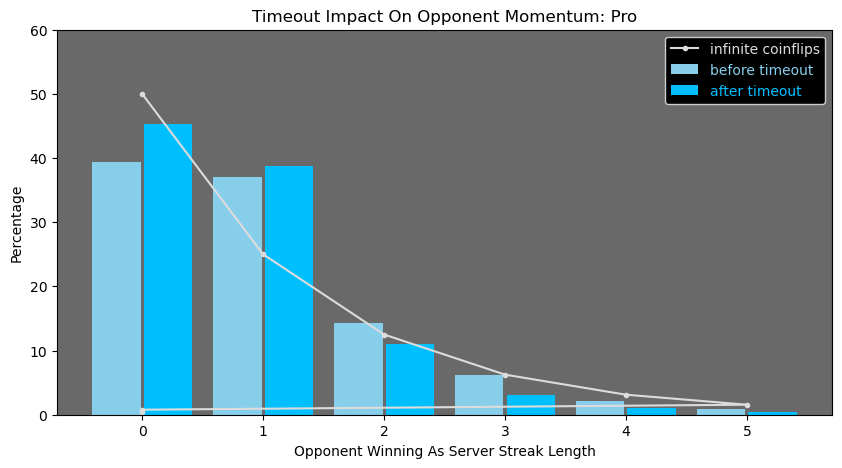 Timeout Impact On Opponent Momentum: Pro
infinite coinflips
before timeout
after timeout
60
50
40
30
20
10
0
Percentage
0 1 2 3 4 5
Opponent Winning As Server Streak Length